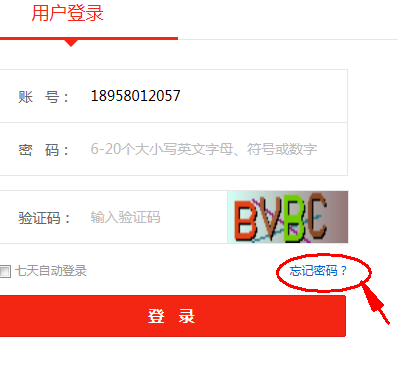 用户登录
账 号： 18958012057
密 码： 6-20个大小写英文字母、符号或数字
验证码： 输入验证码 BVBC
七天自动登录 忘记密码？
登 录